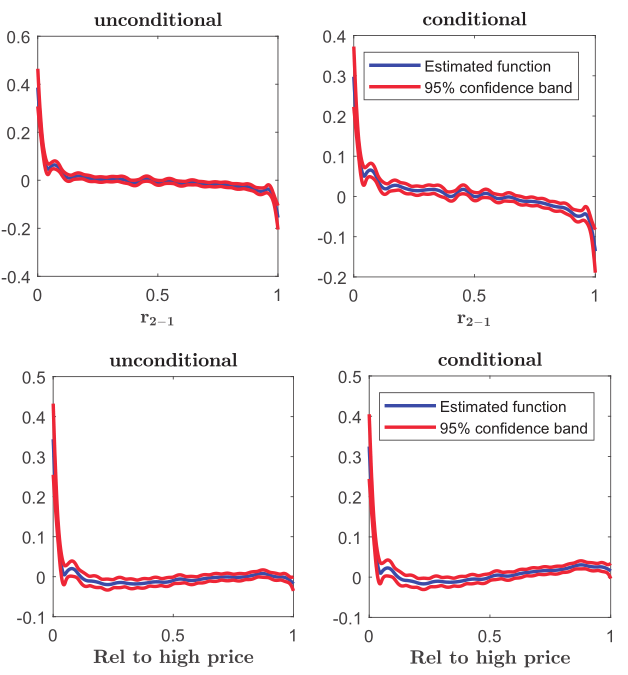 unconditional
0.6
0.4
0.2
0
-0.2
-0.4
0 0.5 1
r2−1
conditional
0.4
0.3
0.2
0.1
0
-0.1
-0.2
Estimated function
95% confidence band
0 0.5 1
r2−1
unconditional
0.5
0.4
0.3
0.2
0.1
0
-0.1
0 0.5 1
Rel to high price
conditional
0.5
0.4
0.3
0.2
0.1
0
-0.1
Estimated function
95% confidence band
0 0.5 1
Rel to high price